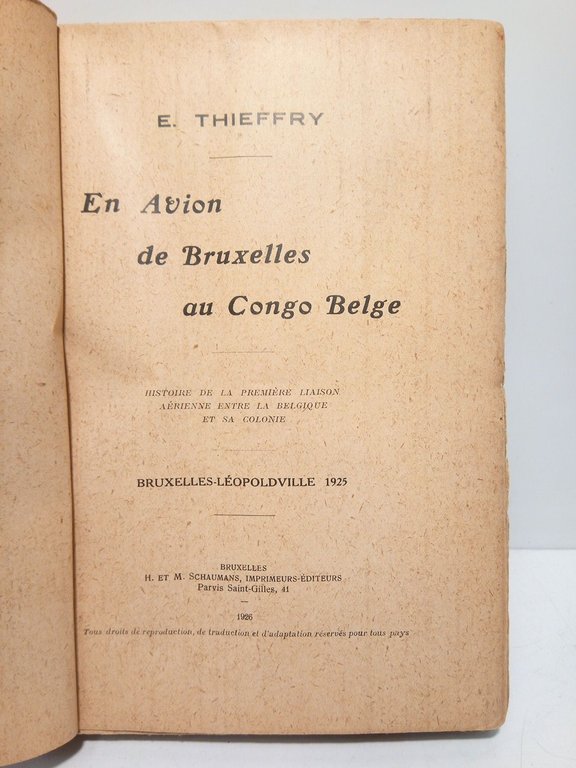 E. THIEFFRY
En Avion
de Bruxelles
au Congo Belge
HISTOIRE DE LA PREMIÈRE LIAISON
AÉRIENNE ENTRE LA BELGIQUE
ET SA COLONIE
BRUXELLES-LÉOPOLDVILLE 1925
BRUXELLES
H. ET M. SCHAUMANS, IMPRIMEURS-ÉDITEURS
Parvis Saint-Gilles, 41
1926
Tous droits de reproduction, de traduction et d'adaptation réservés pour tous pays